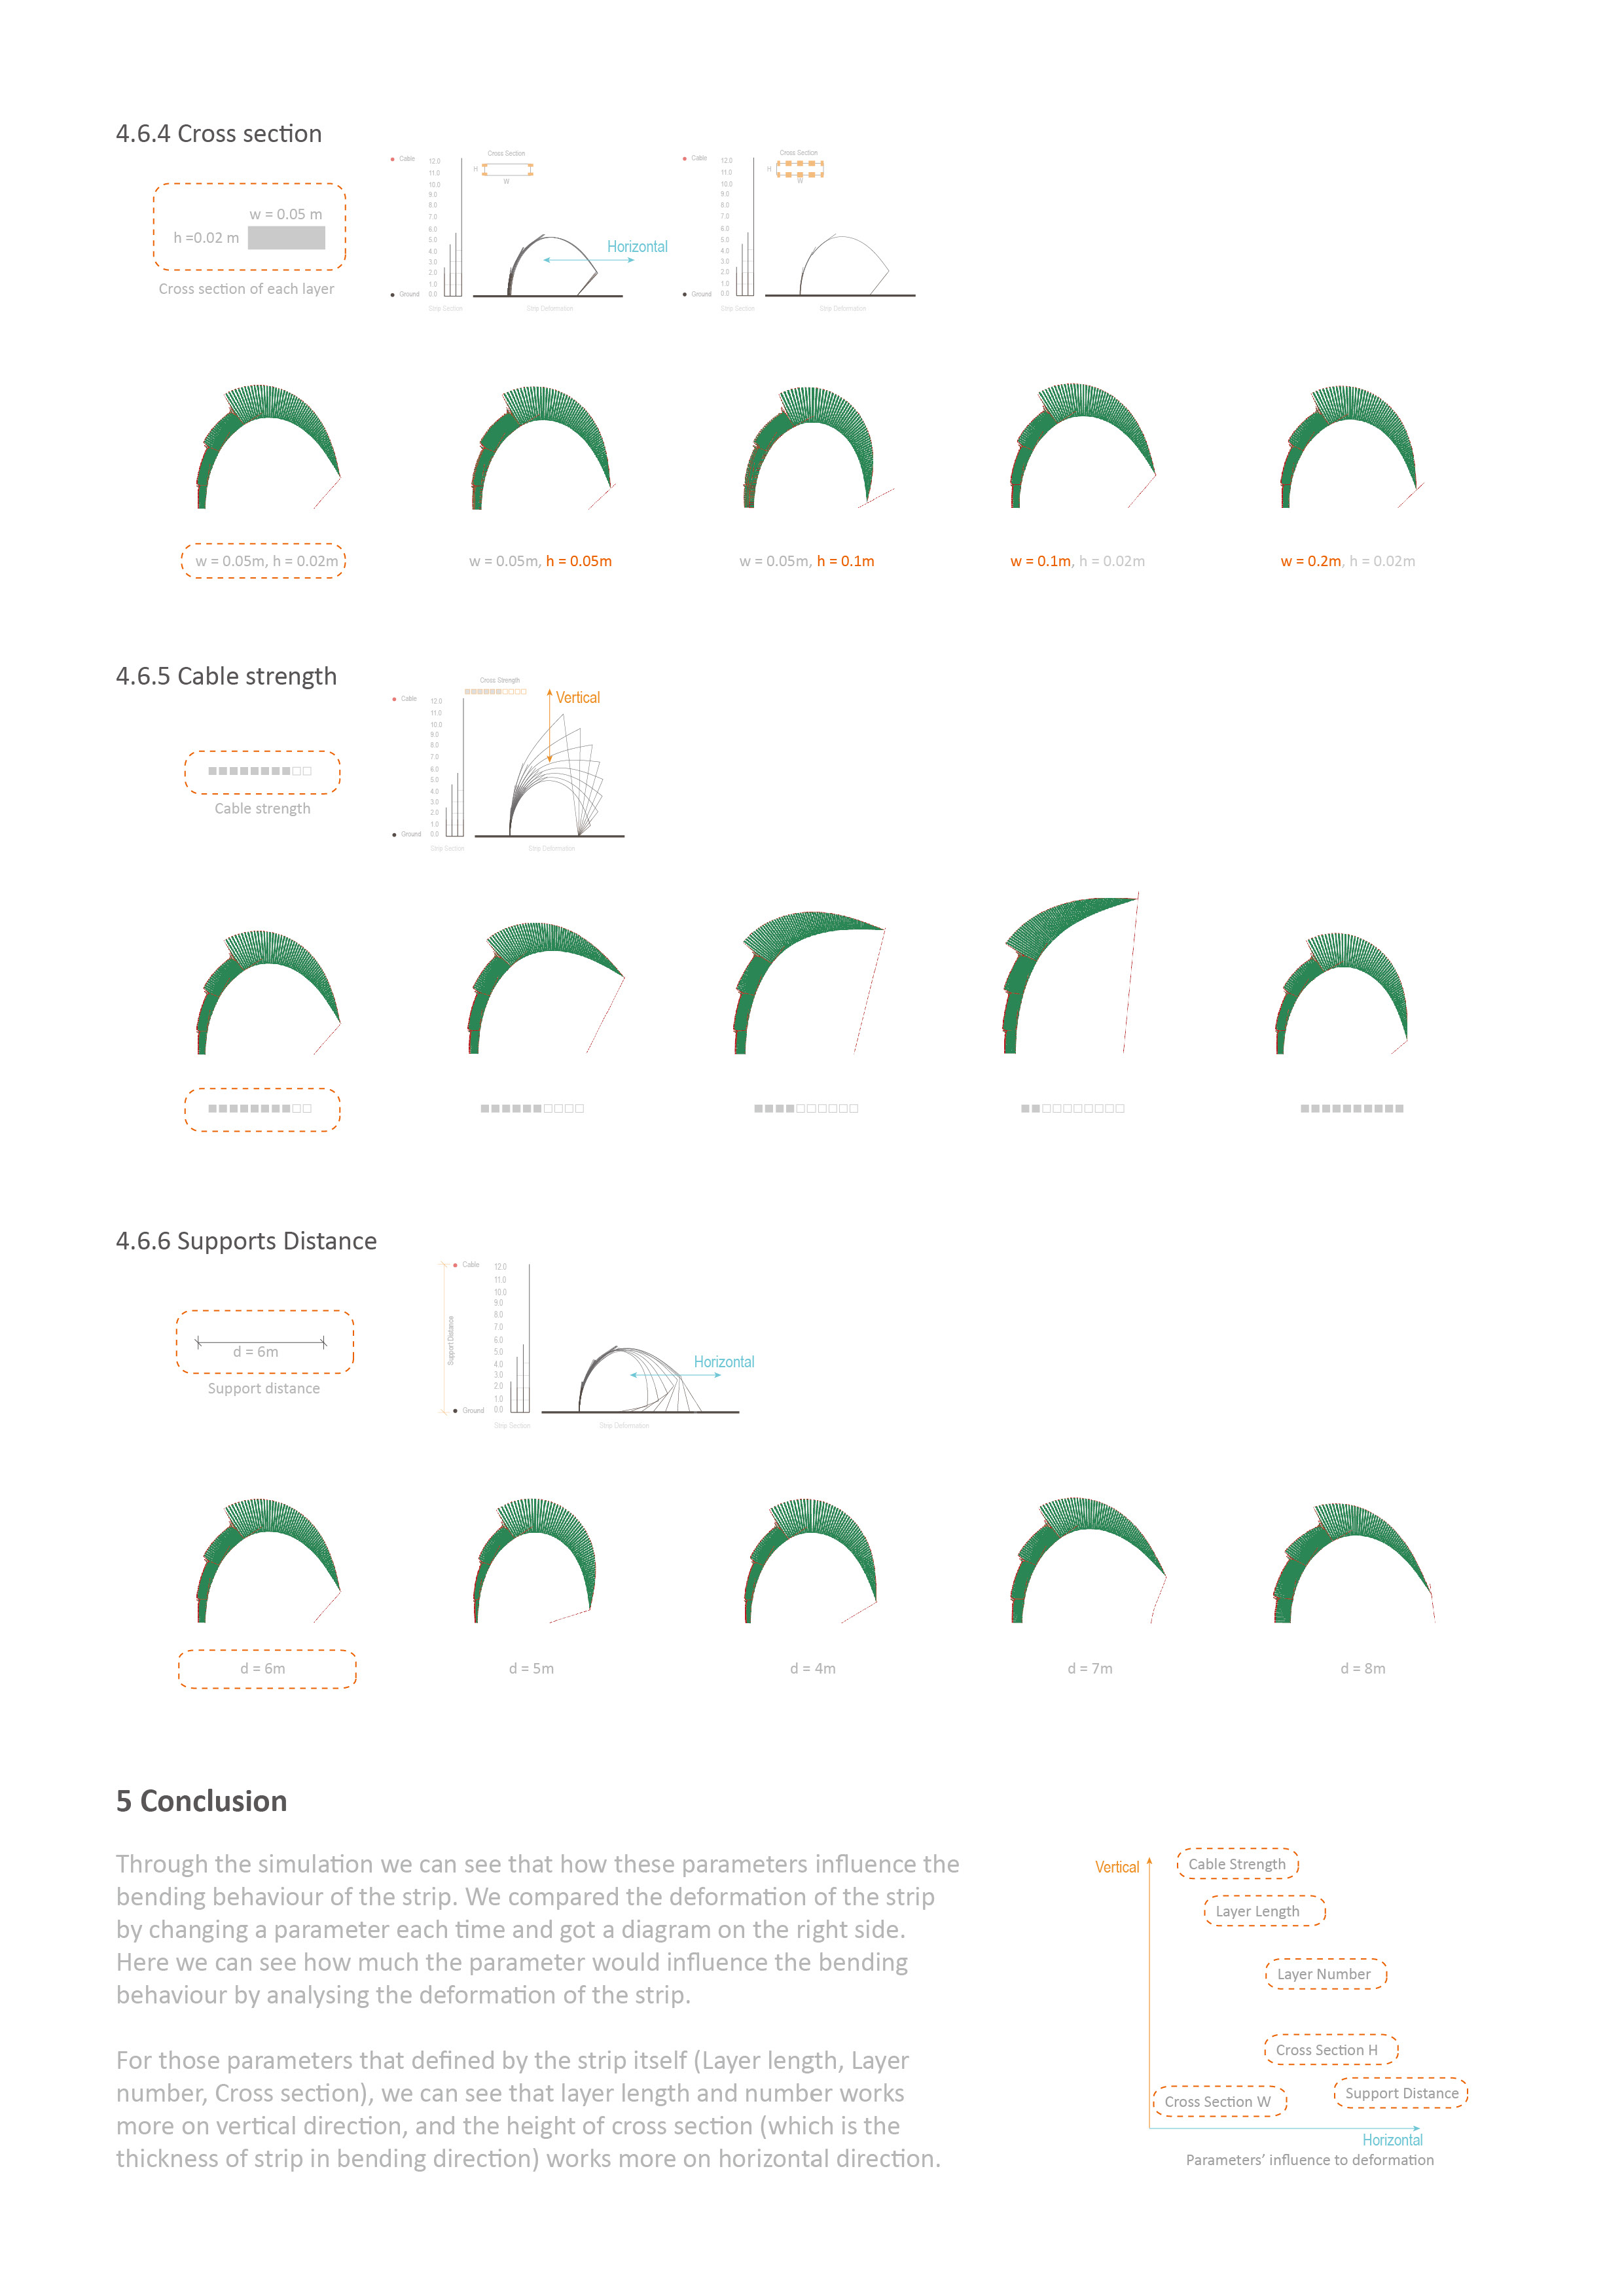 4.6.4 Cross section
w = 0.05 m
h =0.02 m
Cross section of each layer
Cable
12.0
11.0
10.0
9.0
8.0
7.0
6.0
5.0
4.0
3.0
2.0
1.0
0.0
Ground
Cross Section
H
W
Horizontal
Strip Section
Strip Deformation
Cable
12.0
11.0
10.0
9.0
8.0
7.0
6.0
5.0
4.0
3.0
2.0
1.0
0.0
Ground
Cross Section
H
W
Strip Section
Strip Deformation
w = 0.05m, h = 0.02m
w = 0.05m, h = 0.05m
w = 0.05m, h = 0.1m
w = 0.1m, h = 0.02m
w = 0.2m, h = 0.02m
4.6.5 Cable strength
Cable strength
Cable
12.0
11.0
10.0
9.0
8.0
7.0
6.0
5.0
4.0
3.0
2.0
1.0
0.0
Ground
Cross Strength
Vertical
Strip Section
Strip Deformation
4.6.6 Supports Distance
d = 6m
Support distance
Support Distance
Cable
12.0
11.0
10.0
9.0
8.0
7.0
6.0
5.0
4.0
3.0
2.0
1.0
0.0
Ground
Horizontal
Strip Section
Strip Deformation
d = 6m
d = 5m
d = 4m
d = 7m
d = 8m
5 Conclusion
Through the simulation we can see that how these parameters influence the
bending behaviour of the strip. We compared the deformation of the strip
by changing a parameter each time and got a diagram on the right side.
Here we can see how much the parameter would influence the bending
behaviour by analysing the deformation of the strip.
For those parameters that defined by the strip itself (Layer length, Layer
number, Cross section), we can see that layer length and number works
more on vertical direction, and the height of cross section (which is the
thickness of strip in bending direction) works more on horizontal direction.
Vertical
Cable Strength
Layer Length
Layer Number
Cross Section H
Support Distance
Cross Section W
Horizontal
Parameters’ influence to deformation